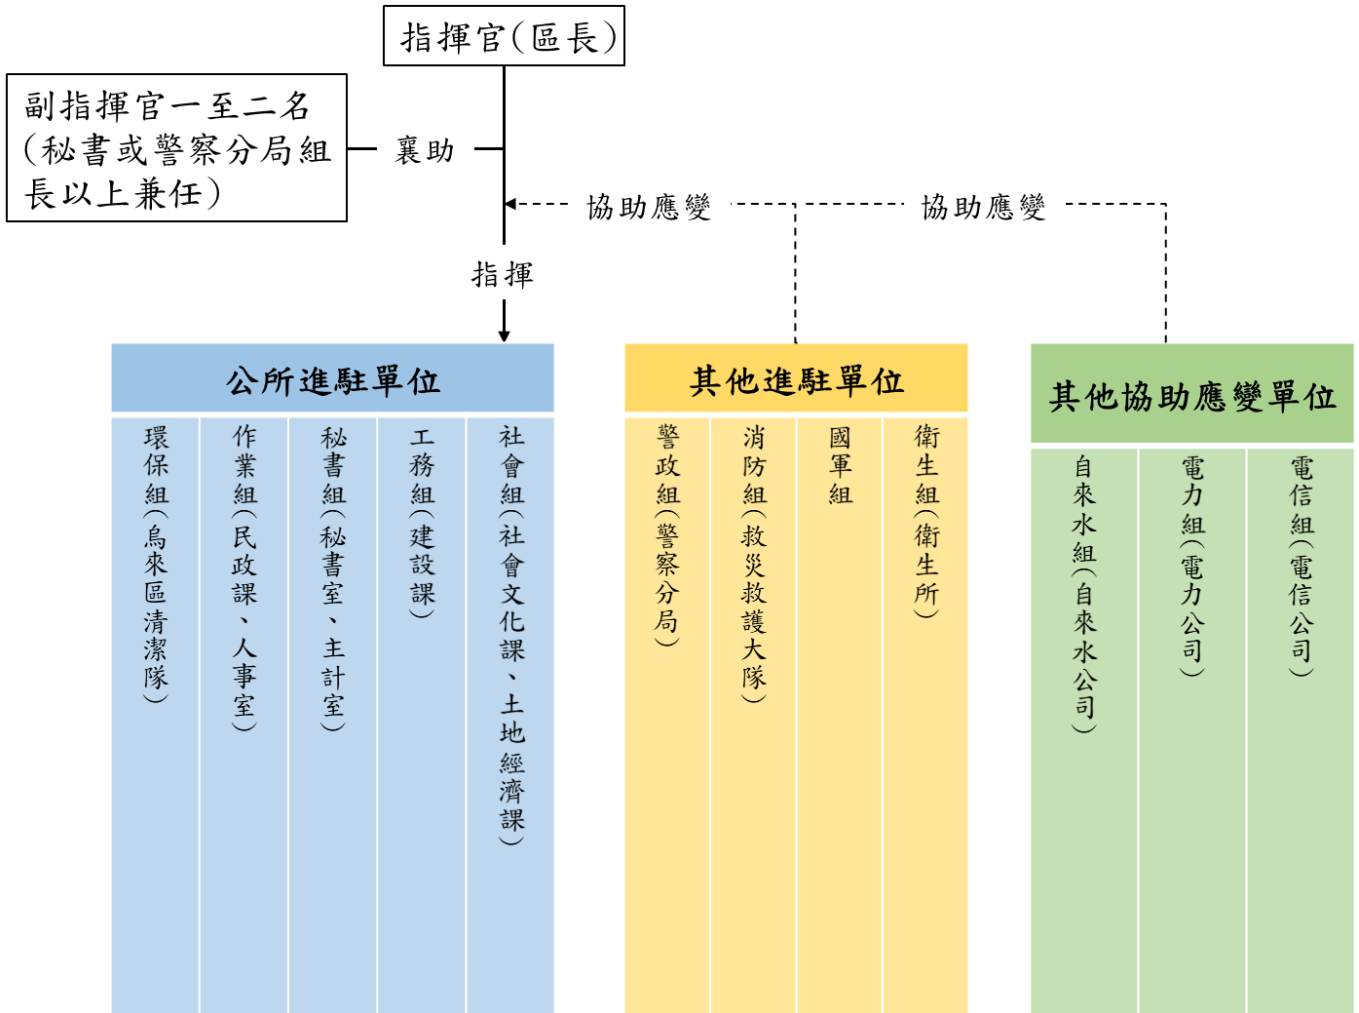 指揮官(區長)
副指揮官一至二名
(秘書或警察分局組
長以上兼任)
襄助
協助應變
協助應變
指揮
公所進駐單位
環保組(烏來區清潔隊)
作業組(民政課、人事室)
秘書組(秘書室、主計室)
工務組(建設課)
社會組(社會文化課、土地經濟課)
其他進駐單位
警政組(警察分局)
消防組(救災救護大隊)
國軍組
衛生組(衛生所)
其他協助應變單位
自來水組(自來水公司)
電力組(電力公司)
電信組(電信公司)